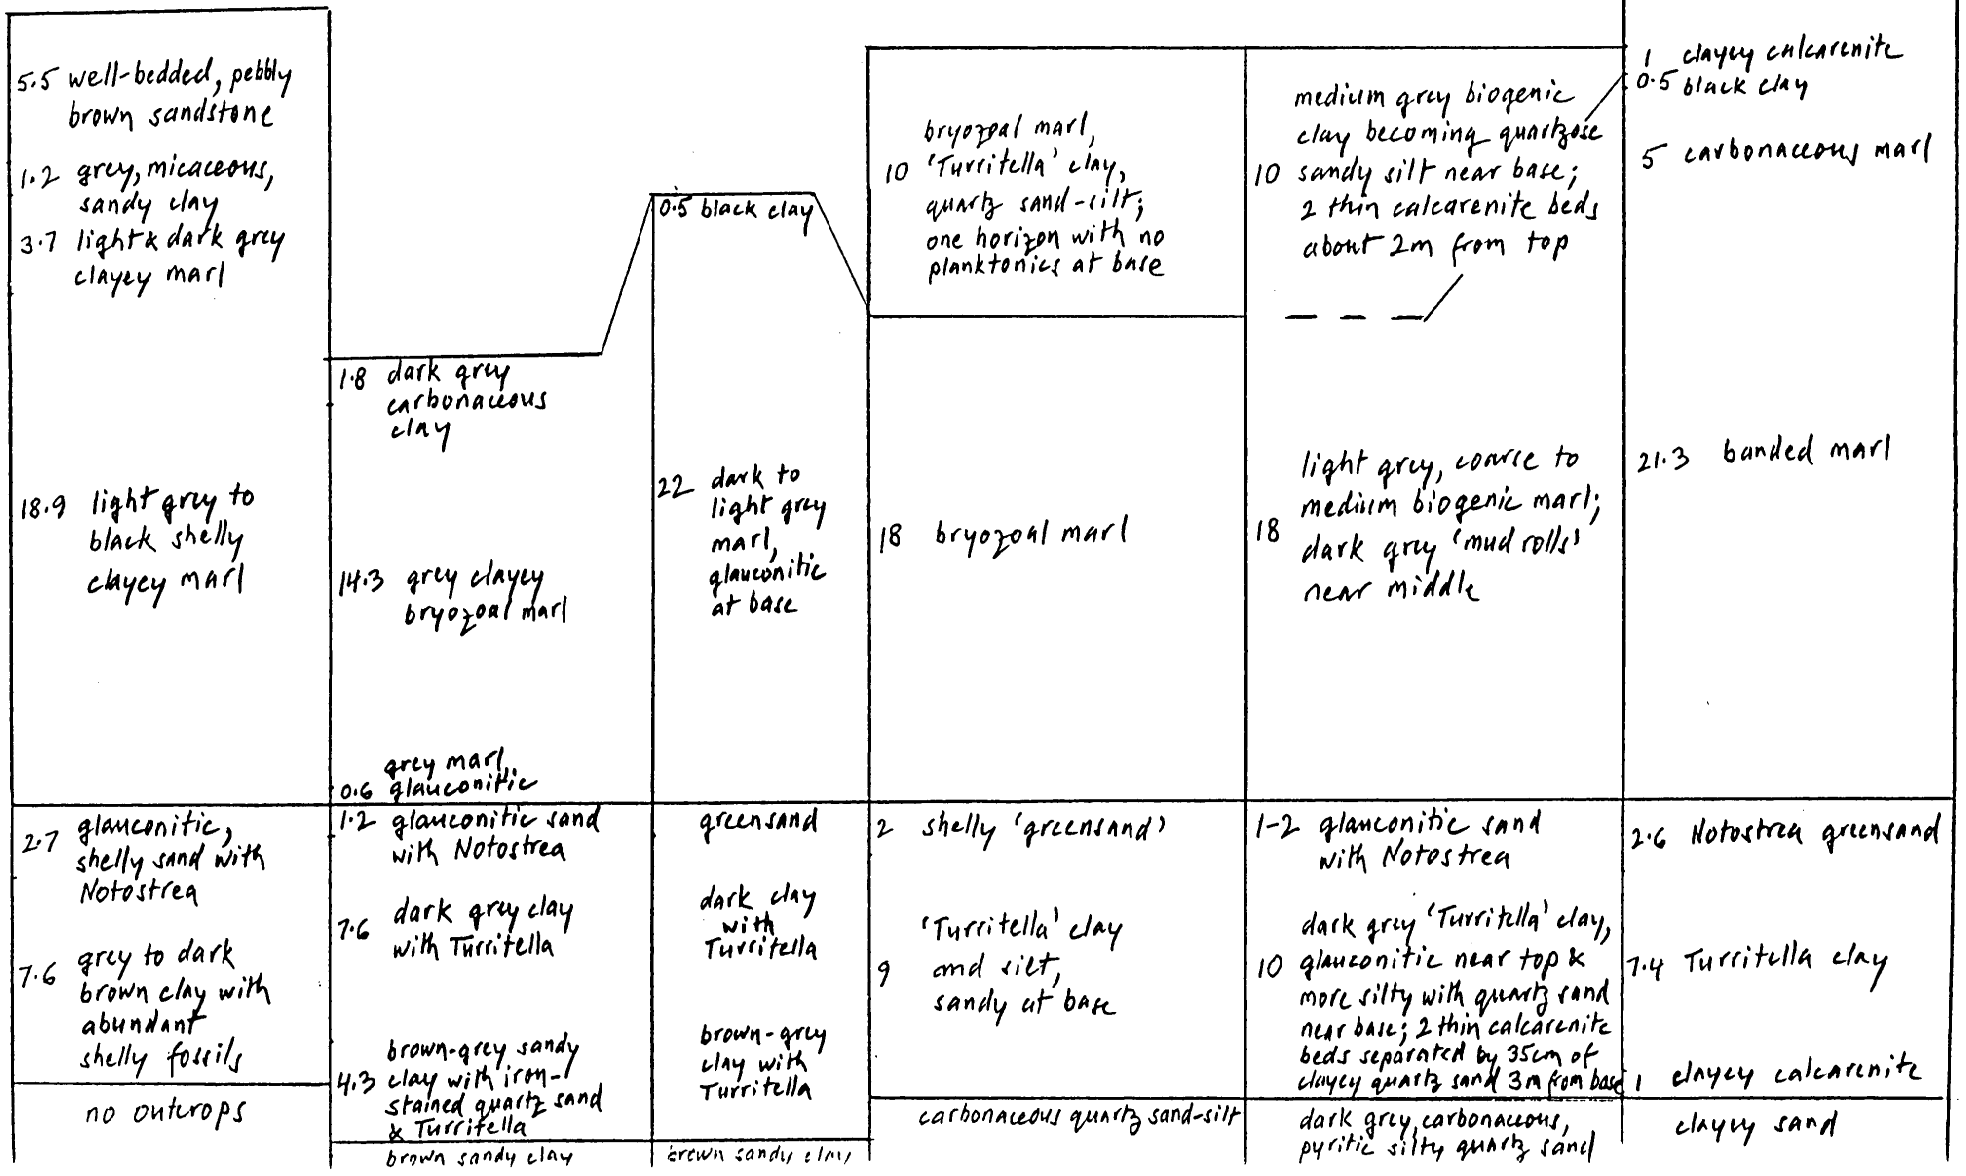 5.5 well-bedded, pebbly
brown sandstone
1.2 grey, micaceous,
sandy clay
3.7 light & dark grey
clayey marl
18.9 light grey to
black shelly
clayey marl
2.7 glauconitic,
shelly sand with
Notostrea
7.6 grey to dark
brown clay with
abundant
shelly fossils
no outcrops
1.8 dark grey
carbonaceous
clay
14.3 grey clayey
bryozoal marl
grey marl,
0.6 glauconitic
1.2 glauconitic sand
with Notostrea
7.6 dark grey clay
with Turritella
brown-grey sandy
4.3 clay with iron-
stained quartz sand
& Turritella
brown sandy clay
0.5 black clay
22 dark to
light grey
marl,
glauconitic
at base
greensand
dark clay
with
Turritella
brown-grey
clay with
Turritella
brown sandy clay
bryozoal marl,
10 'Turritella' clay,
quartz sand-silt;
one horizon with no
planktonics at base
18 bryozoal marl
2 shelly 'greensand'
'Turritella' clay
9 and silt,
sandy at base
carbonaceous quartz sand-silt
medium grey biogenic
clay becoming quartzose
10 sandy silt near base;
2 thin calcarenite beds
about 2m from top
light grey, coarse to
medium biogenic marl;
18 dark grey 'mud rolls'
near middle
1-2 glauconitic sand
with Notostrea
dark grey 'Turritella' clay,
10 glauconitic near top &
more silty with quartz sand
near base; 2 thin calcarenite
beds separated by 35cm of
clayey quartz sand 3m from base
dark grey, carbonaceous,
pyritic silty quartz sand
1 clayey calcarenite
0.5 black clay
5 carbonaceous marl
21.3 banded marl
2.6 Notostrea greensand
7.4 Turritella clay
1 clayey calcarenite
clayey sand